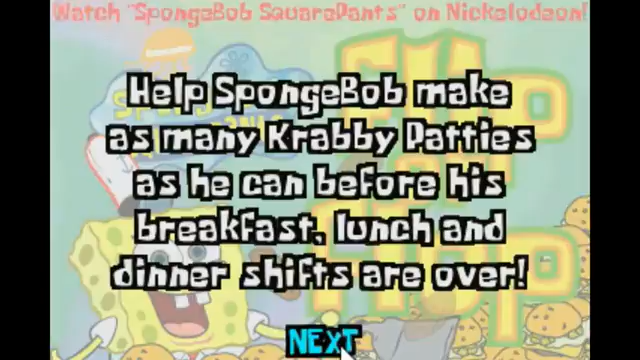 Watch "SpongeBob SquarePants" on Nickelodeon!
Help SpongeBob make
as many Krabby Patties
as he can before his
breakfast, lunch and
dinner shifts are over!
NEXT